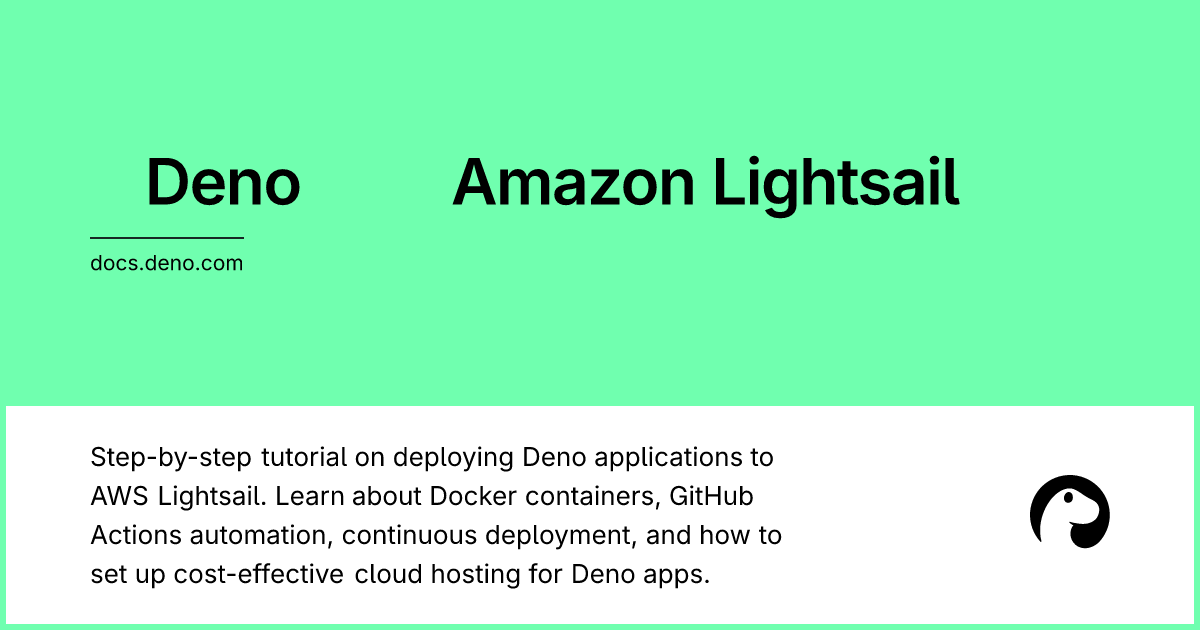 Deno Amazon Lightsail
docs.deno.com
Step-by-step tutorial on deploying Deno applications to
AWS Lightsail. Learn about Docker containers, GitHub
Actions automation, continuous deployment, and how to
set up cost-effective cloud hosting for Deno apps.